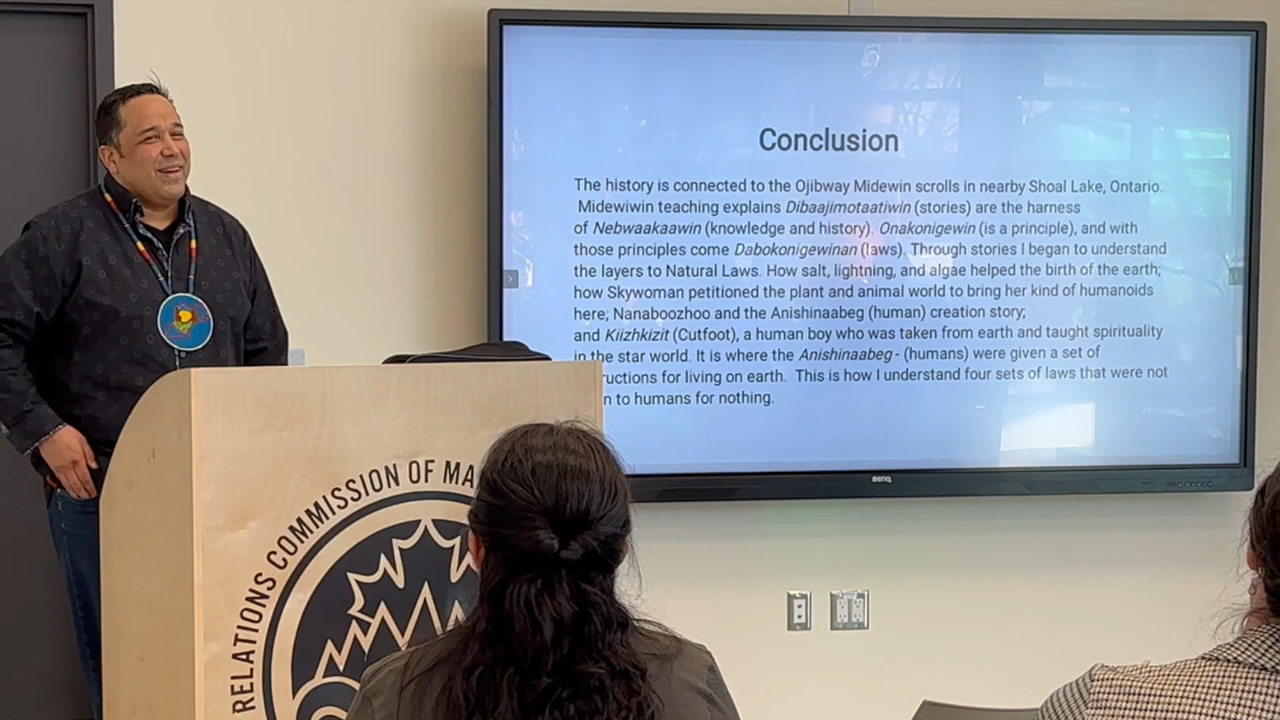 Conclusion
The history is connected to the Ojibway Midewin scrolls in nearby Shoal Lake, Ontario.
Midewiwin teaching explains Dibaajimotaatiwin (stories) are the harness
of Nebwaakaawin (knowledge and history). Onakonigewin (is a principle), and with
those principles come Dabokonigewinan (laws). Through stories I began to understand
the layers to Natural Laws. How salt, lightning, and algae helped the birth of the earth;
how Skywoman petitioned the plant and animal world to bring her kind of humanoids
here; Nanaboozhoo and the Anishinaabeg (human) creation story;
and Kiizhkizit (Cutfoot), a human boy who was taken from earth and taught spirituality
in the star world. It is where the Anishinaabeg - (humans) were given a set of
ructions for living on earth. This is how I understand four sets of laws that were not
n to humans for nothing.
BenQ
RELATIONS COMMISSION OF MA